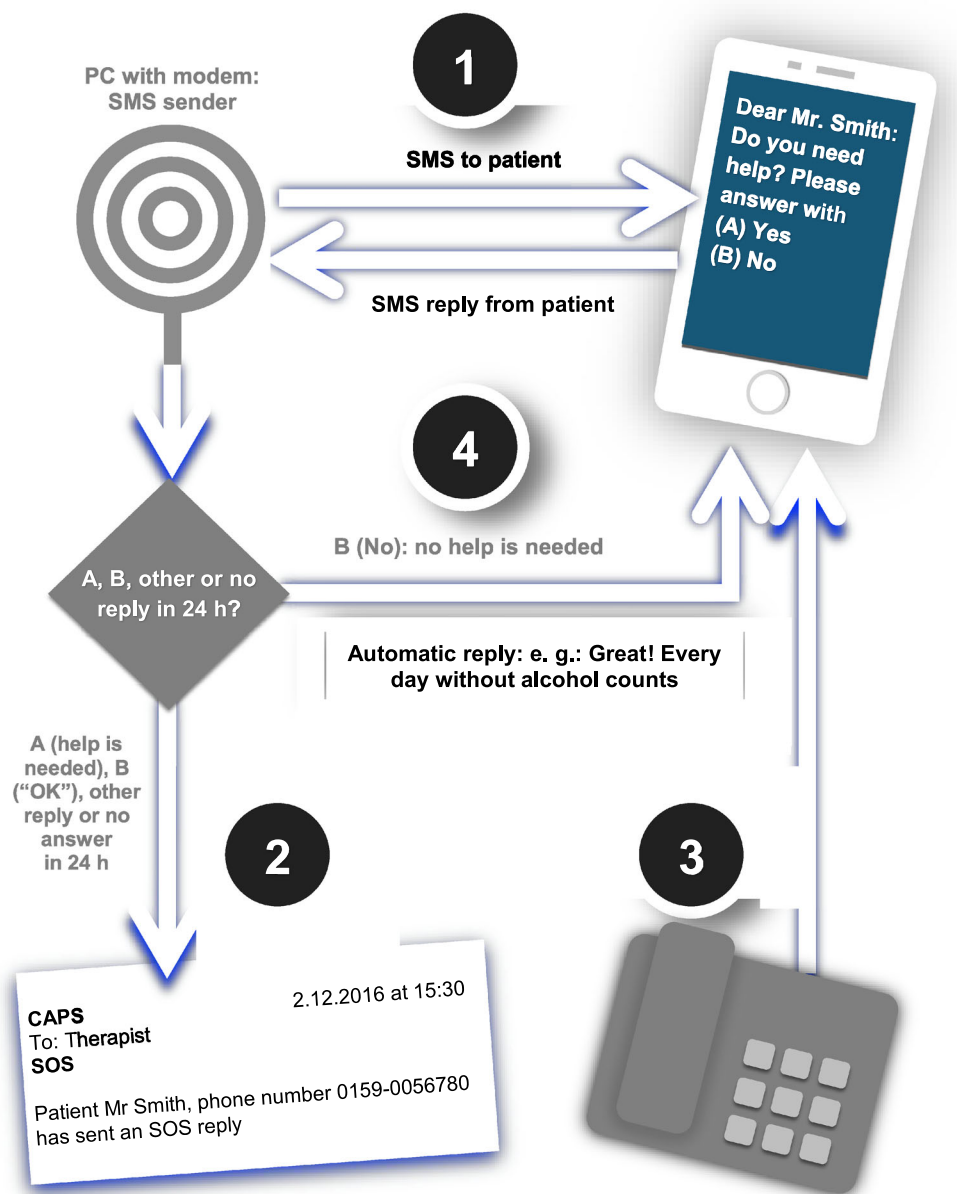 1
PC with modem:
SMS sender
SMS to patient
Dear Mr. Smith:
Do you need
help? Please
answer with
(A) Yes
(B) No
SMS reply from patient
4
B (No): no help is needed
A, B, other or no
reply in 24 h?
Automatic reply: e. g.: Great! Every
day without alcohol counts
A (help is
needed), B
(“OK”), other
reply or no
answer
in 24 h
2
3
2.12.2016 at 15:30
CAPS
To: Therapist
SOS
Patient Mr Smith, phone number 0159-0056780
has sent an SOS reply